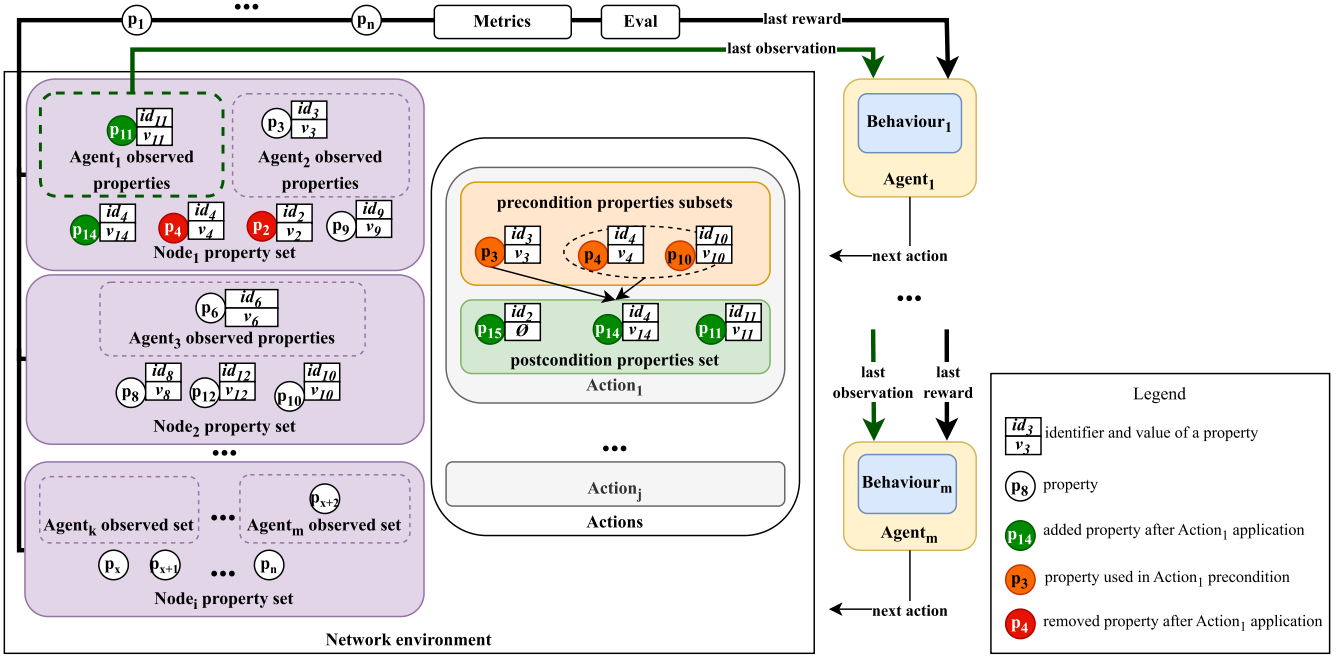 •••
p1 pn Metrics Eval last reward
last observation
p11 id11 v11
Agent1 observed
properties
p3 id3 v3
Agent2 observed
properties
p14 id4 v14
p4 id4 v4
p2 id2 v2
p9 id9 v9
Node1 property set
p6 id6 v6
Agent3 observed properties
p8 id8 v8
p12 id12 v12
p10 id10 v10
Node2 property set
•••
Agentk observed set
•••
px+2
Agentm observed set
px px+1 ••• pn
Nodei property set
precondition properties subsets
p3 id3 v3
p4 id4 v4
p10 id10 v10
p15 id2 Ø
p14 id4 v14
p11 id11 v11
postcondition properties set
Action1
•••
Actionj
Actions
Network environment
Behaviour1
Agent1
next action
•••
last
observation
last
reward
Behaviourm
Agentm
next action
Legend
id3 v3 identifier and value of a property
p8 property
p14 added property after Action1 application
p3 property used in Action1 precondition
p4 removed property after Action1 application